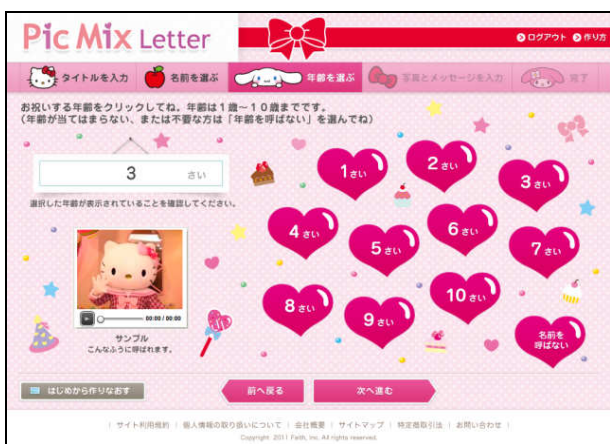 Pic Mix Letter
ログアウト 作り方
タイトルを入力 名前を選ぶ 年齢を選ぶ 写真とメッセージを入力 完了
お祝いする年齢をクリックしてね。年齢は1歳～10歳までです。
(年齢が当てはまらない、または不要な方は「年齢を呼ばない」を選んでね)
3 さい
選択した年齢が表示されていることを確認してください。
1さい
2さい
3さい
4さい
5さい
6さい
7さい
8さい
9さい
10さい
名前を
呼ばない
00:00 / 00:00
サンプル
こんなふうに呼ばれます。
はじめから作りなおす 前へ戻る 次へ進む
| サイト利用規約 | 個人情報の取り扱いについて | 会社概要 | サイトマップ | 特定商取引法 | お問い合わせ |
Copyright 2011 Faith, Inc. All rights reserved.